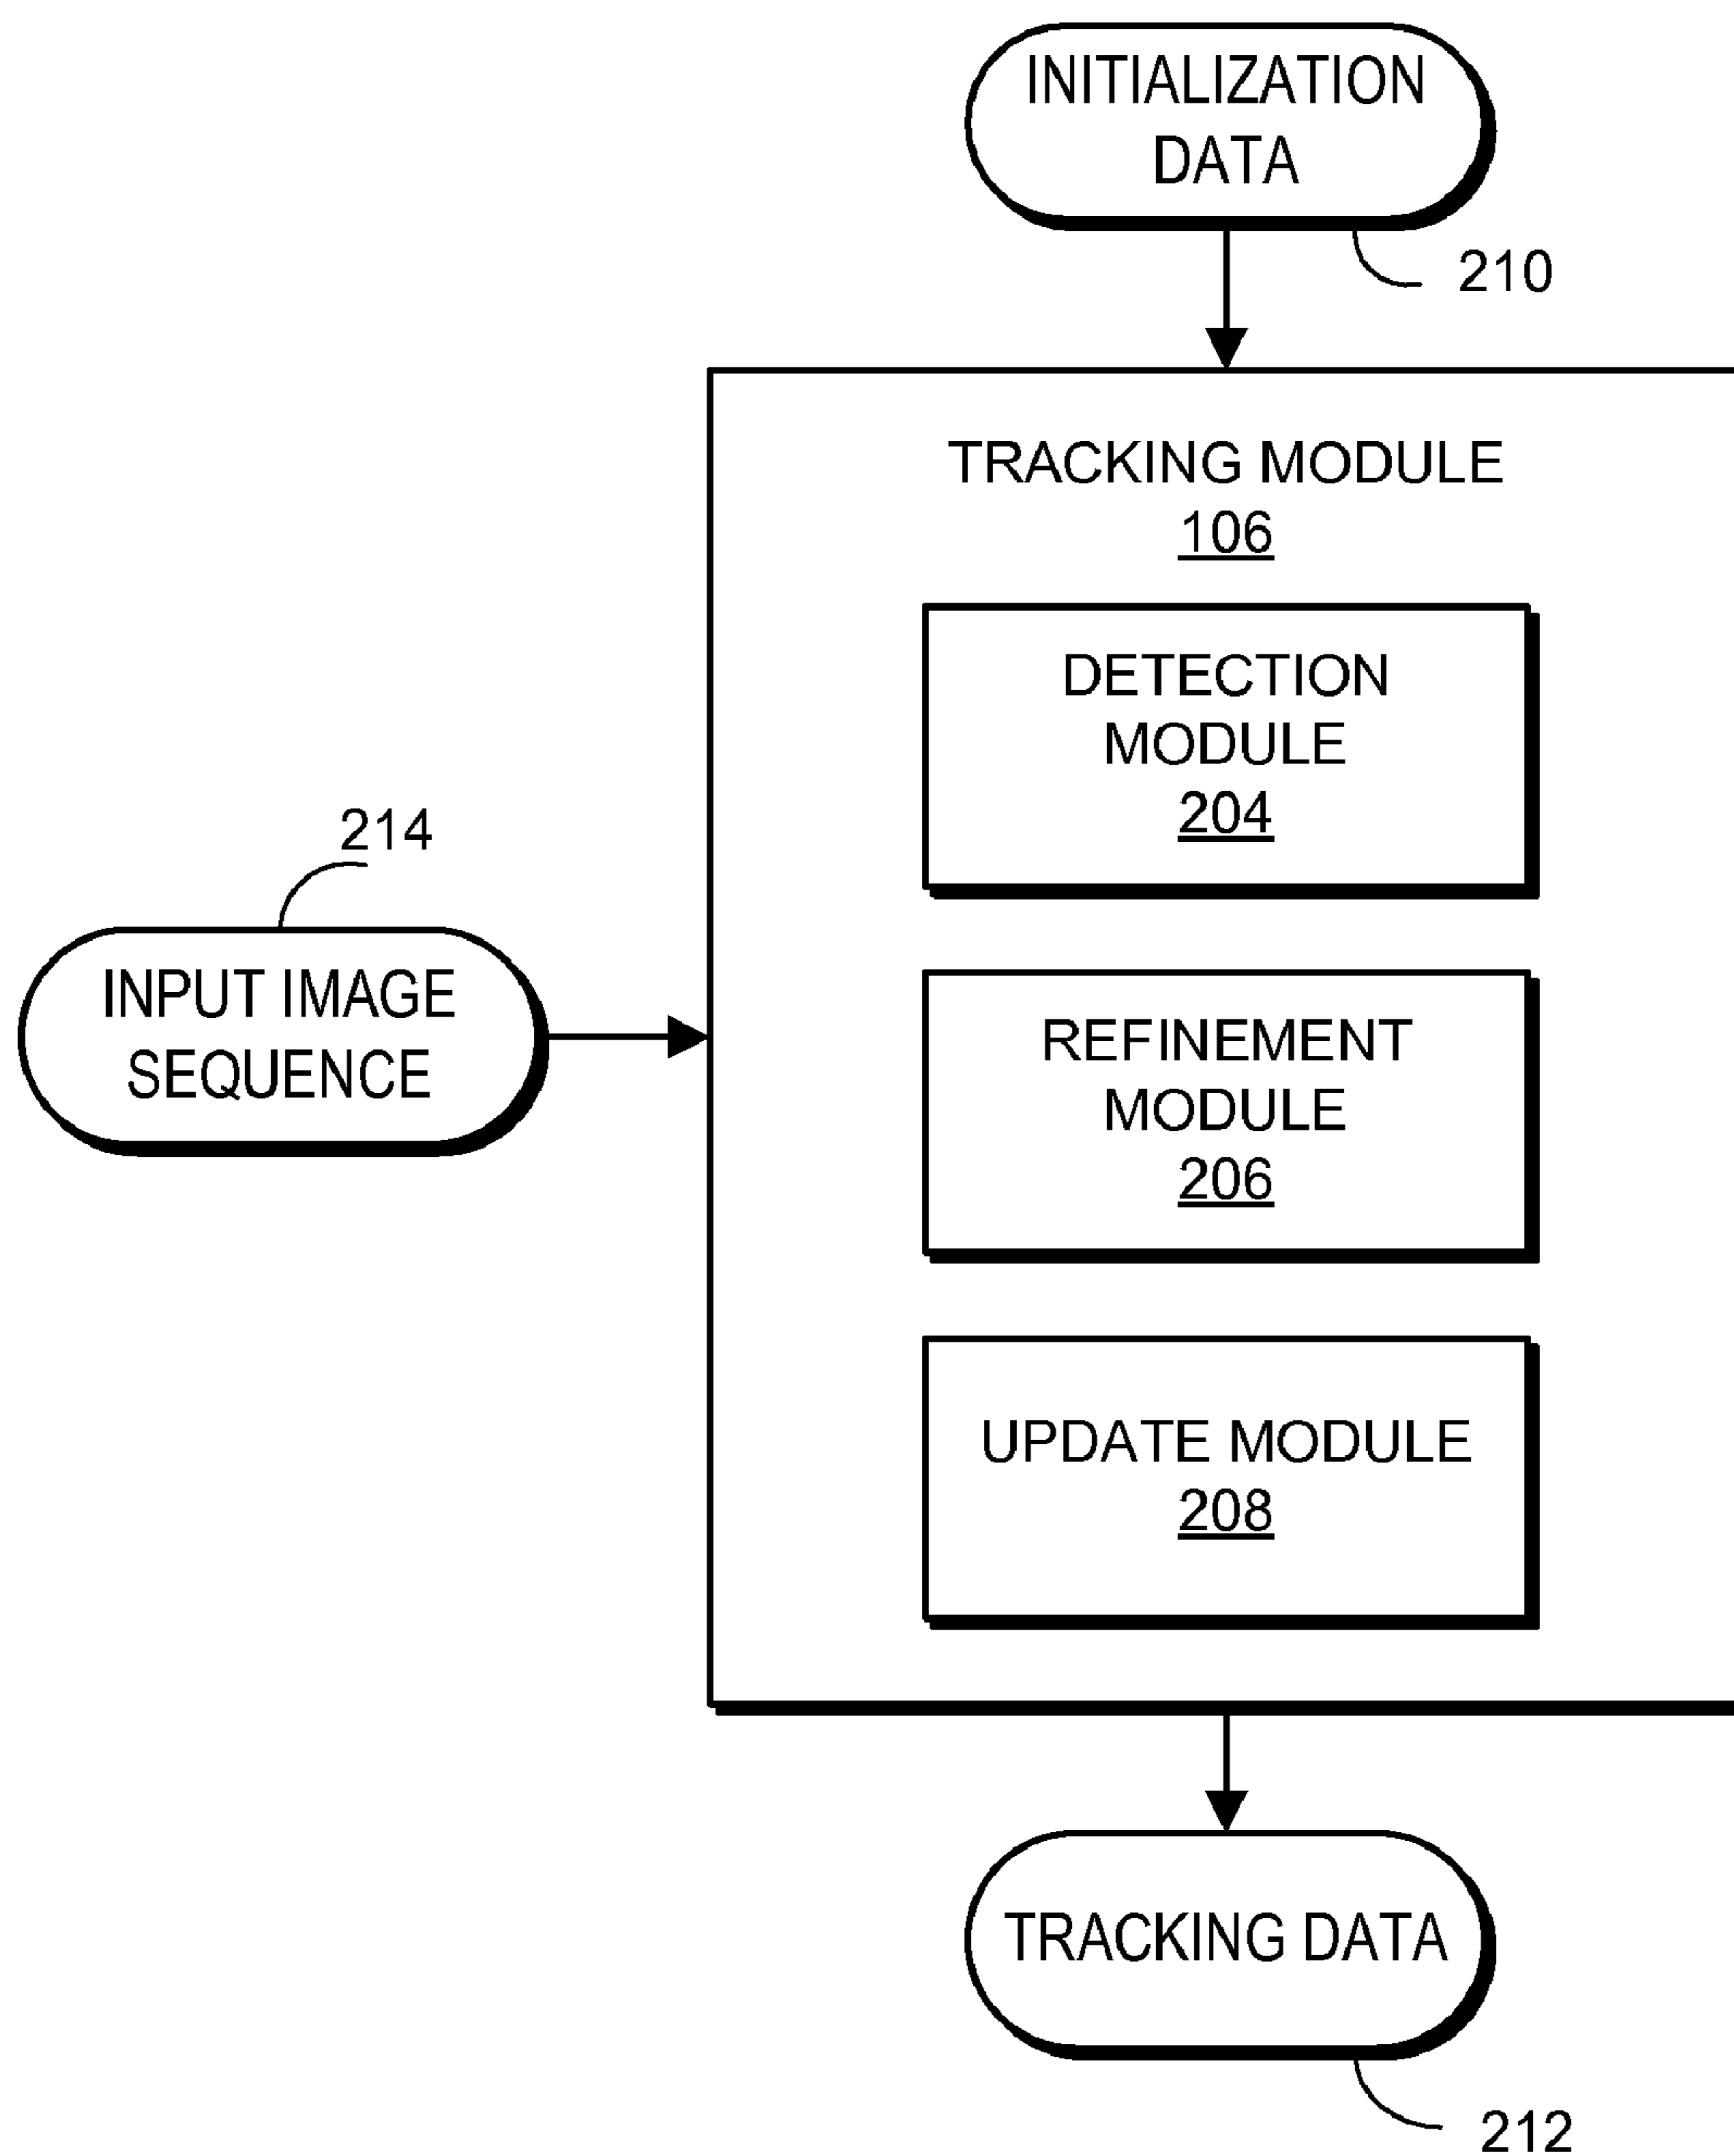 INITIALIZATION
DATA
210
TRACKING MODULE
106
DETECTION
MODULE
204
214
INPUT IMAGE
SEQUENCE
REFINEMENT
MODULE
206
UPDATE MODULE
208
TRACKING DATA
212